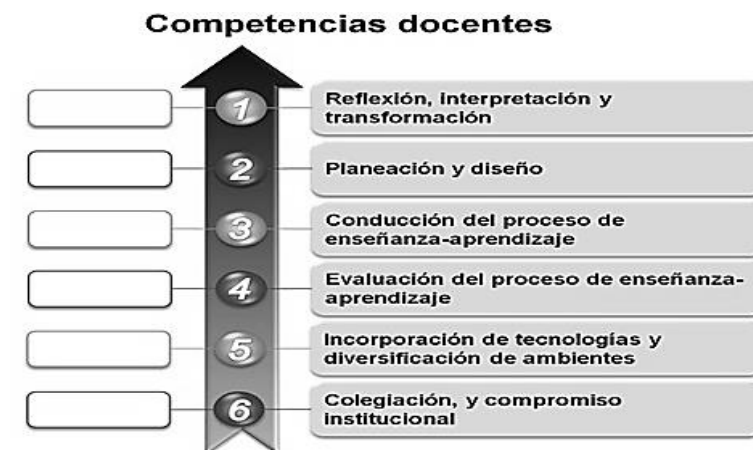 Competencias docentes
1
Reflexión, interpretación y
transformación
2
Planeación y diseño
3
Conducción del proceso de
enseñanza-aprendizaje
4
Evaluación del proceso de enseñanza-
aprendizaje
5
Incorporación de tecnologías y
diversificación de ambientes
6
Colegiación, y compromiso
institucional